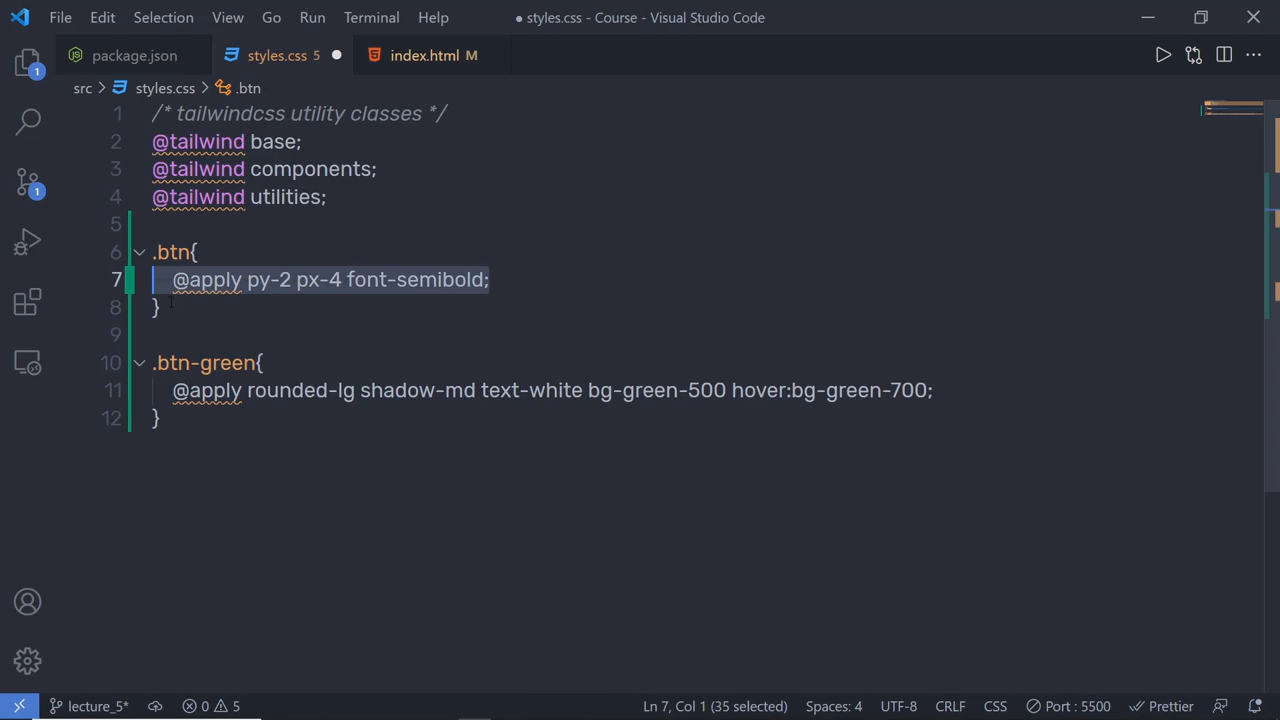 File Edit Selection View Go Run Terminal Help ● styles.css - Course - Visual Studio Code
package.json styles.css 5 ● index.html M
src > styles.css > .btn
1 /* tailwindcss utility classes */
2 @tailwind base;
3 @tailwind components;
4 @tailwind utilities;
5
6 .btn{
7 @apply py-2 px-4 font-semibold;
8 }
9
10 .btn-green{
11 @apply rounded-lg shadow-md text-white bg-green-500 hover:bg-green-700;
12 }
1
1
lecture_5* 0 5 Ln 7, Col 1 (35 selected) Spaces: 4 UTF-8 CRLF CSS Port : 5500 Prettier